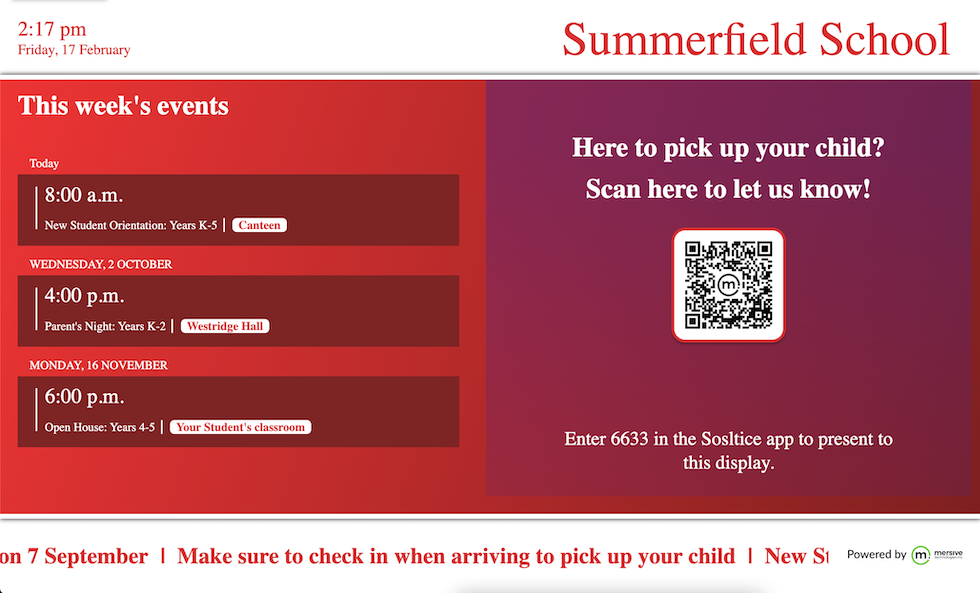 2:17 pm
Friday, 17 February
Summerfield School
This week's events
Today
8:00 a.m.
New Student Orientation: Years K-5 | Canteen
WEDNESDAY, 2 OCTOBER
4:00 p.m.
Parent's Night: Years K-2 | Westridge Hall
MONDAY, 16 NOVEMBER
6:00 p.m.
Open House: Years 4-5 | Your Student's classroom
Here to pick up your child?
Scan here to let us know!
m
Enter 6633 in the Sosltice app to present to
this display.
on 7 September | Make sure to check in when arriving to pick up your child | New St
Powered by m mersive